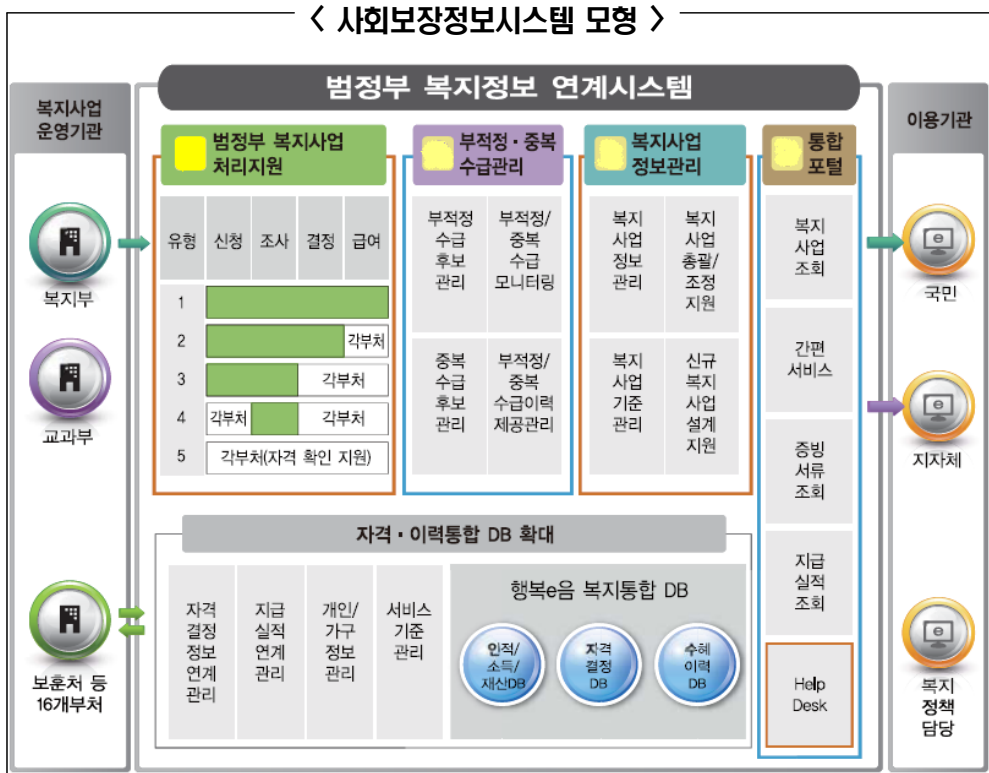 〈 사회보장정보시스템 모형 〉
범정부 복지정보 연계시스템
복지사업
운영기관
복지부
교과부
보훈처 등
16개부처
범정부 복지사업
처리지원
유형 신청 조사 결정 급여
1
2 각부처
3 각부처
4 각부처 각부처
5 각부처(자격 확인 지원)
부적정·중복
수급관리
부적정
수급
후보
관리
부적정/
중복
수급
모니터링
중복
수급
후보
관리
부적정/
중복
수급이력
제공관리
복지사업
정보관리
복지
사업
정보
관리
복지
사업
총괄/
조정
지원
복지
사업
기준
관리
신규
복지
사업
설계
지원
통합
포털
복지
사업
조회
간편
서비스
증빙
서류
조회
지급
실적
조회
Help
Desk
자격·이력통합 DB 확대
자격
결정
정보
연계
관리
지급
실적
연계
관리
개인/
가구
정보
관리
서비스
기준
관리
행복e음 복지통합 DB
인적/
소득/
재산DB
자격
결정
DB
수혜
이력
DB
이용기관
국민
지자체
복지
정책
담당